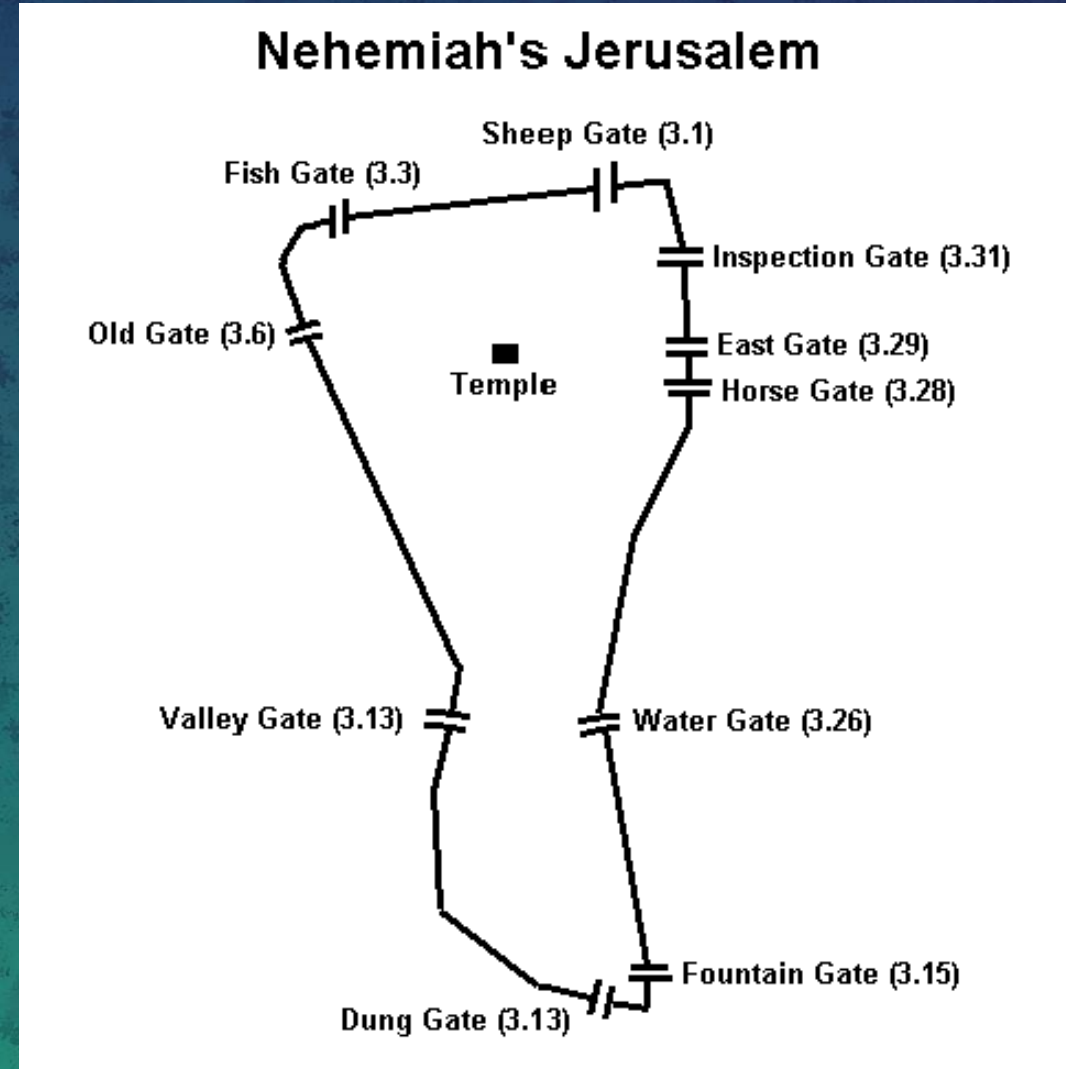 Nehemiah's Jerusalem
Sheep Gate (3.1)
Fish Gate (3.3)
Inspection Gate (3.31)
Old Gate (3.6)
East Gate (3.29)
Temple
Horse Gate (3.28)
Valley Gate (3.13)
Water Gate (3.26)
Fountain Gate (3.15)
Dung Gate (3.13)